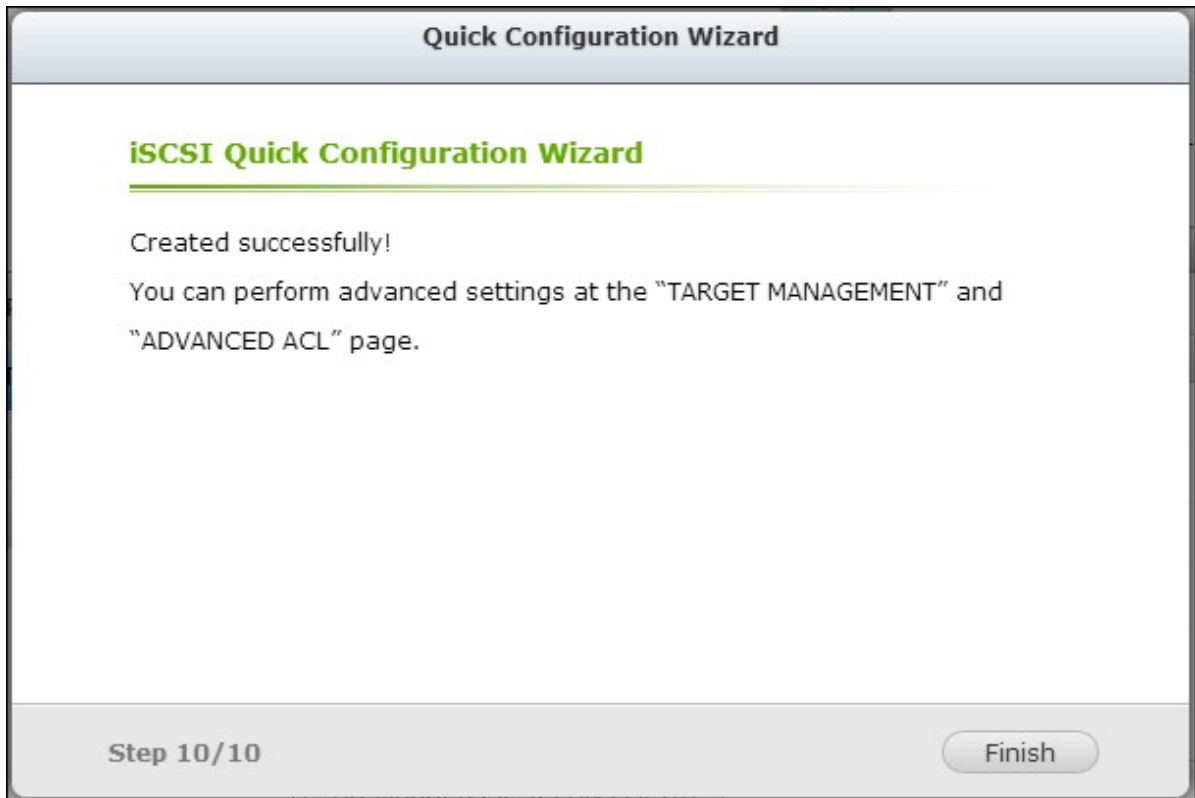 Quick Configuration Wizard
iSCSI Quick Configuration Wizard
Created successfully!
You can perform advanced settings at the “TARGET MANAGEMENT” and
“ADVANCED ACL” page.
Step 10/10
Finish